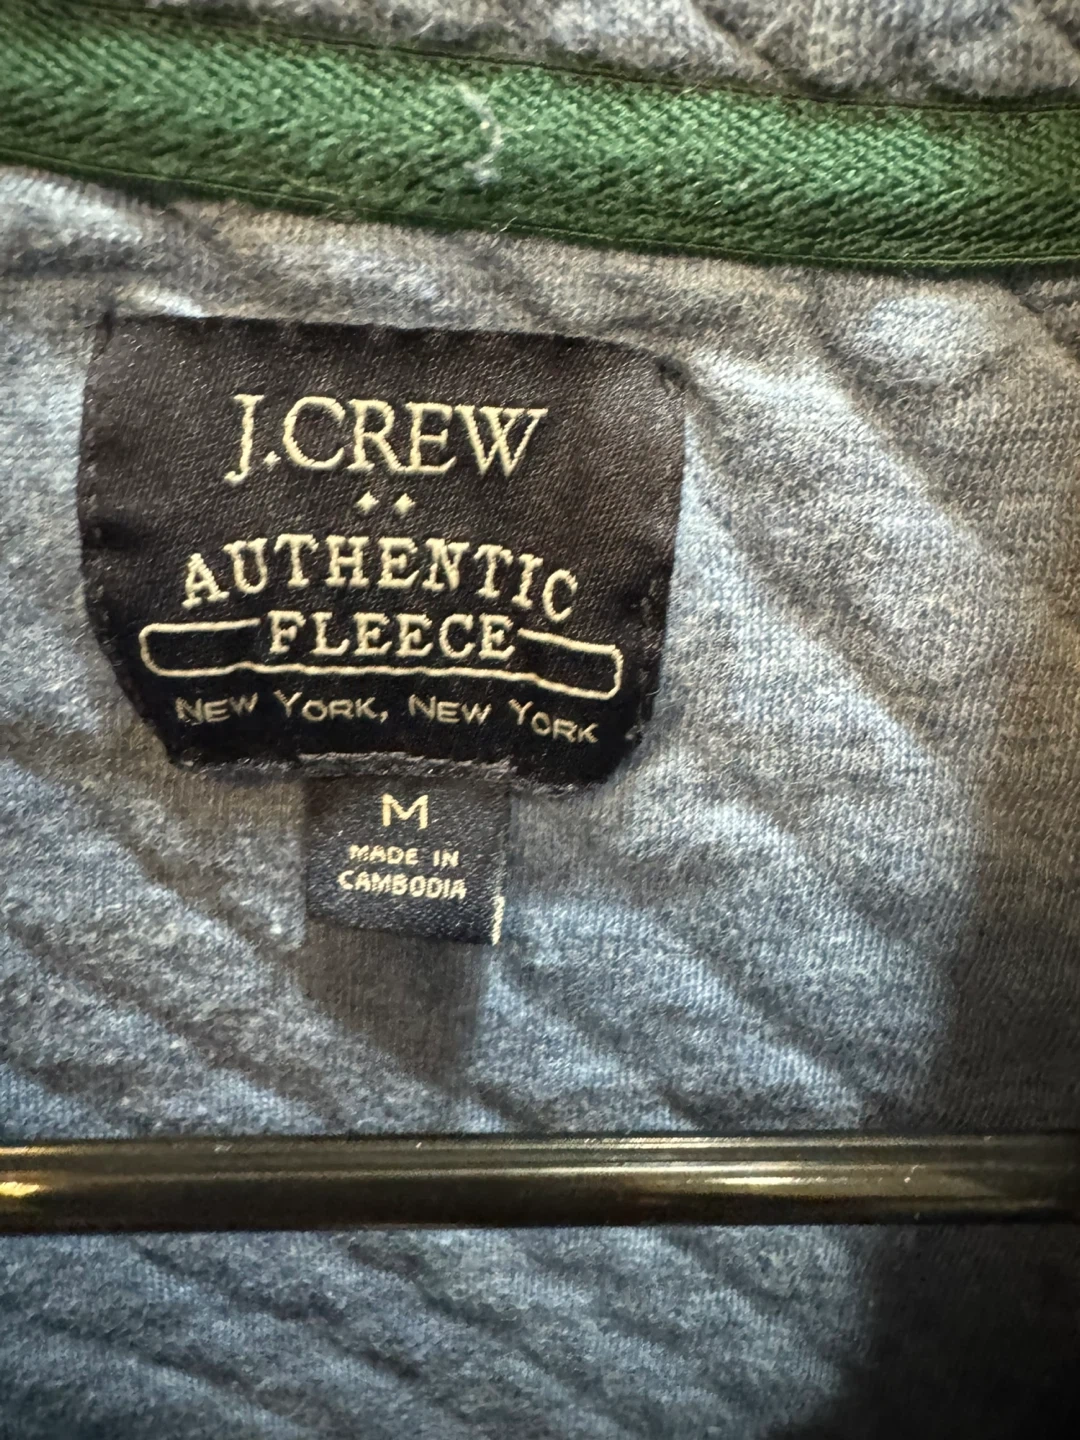 J.CREW
AUTHENTIC
FLEECE
NEW YORK, NEW YORK
M
MADE IN
CAMBODIA